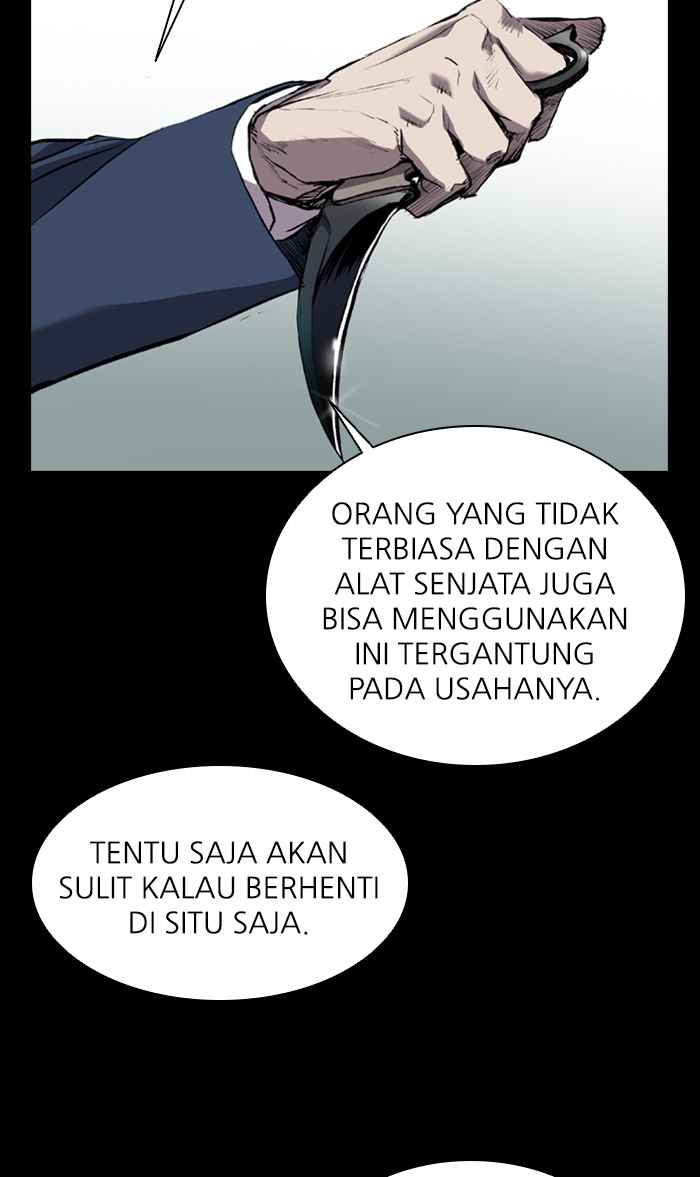 ORANG YANG TIDAK
TERBIASA DENGAN
ALAT SENJATA JUGA
BISA MENGGUNAKAN
INI TERGANTUNG
PADA USAHANYA.
TENTU SAJA AKAN
SULIT KALAU BERHENTI
DI SITU SAJA.